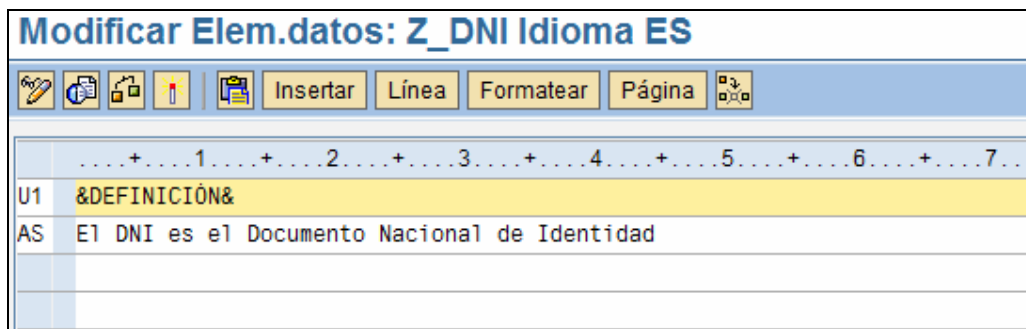 Modificar Elem.datos: Z_DNI Idioma ES
Insertar Línea Formatear Página
....+....1....+....2....+....3....+....4....+....5....+....6....+....7..
U1 &DEFINICIÓN&
AS El DNI es el Documento Nacional de Identidad